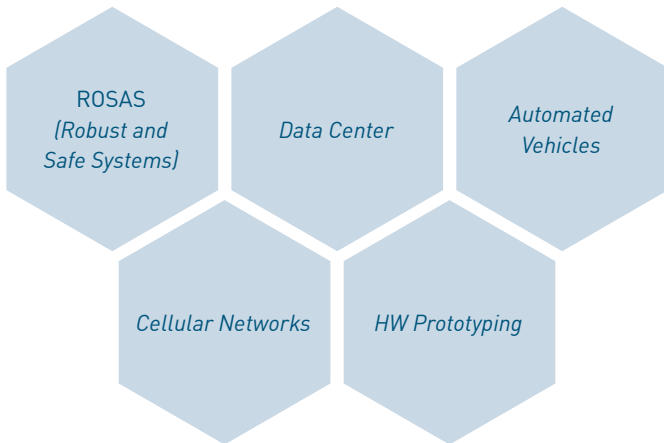 ROSAS
(Robust and
Safe Systems)
Data Center
Automated
Vehicles
Cellular Networks
HW Prototyping